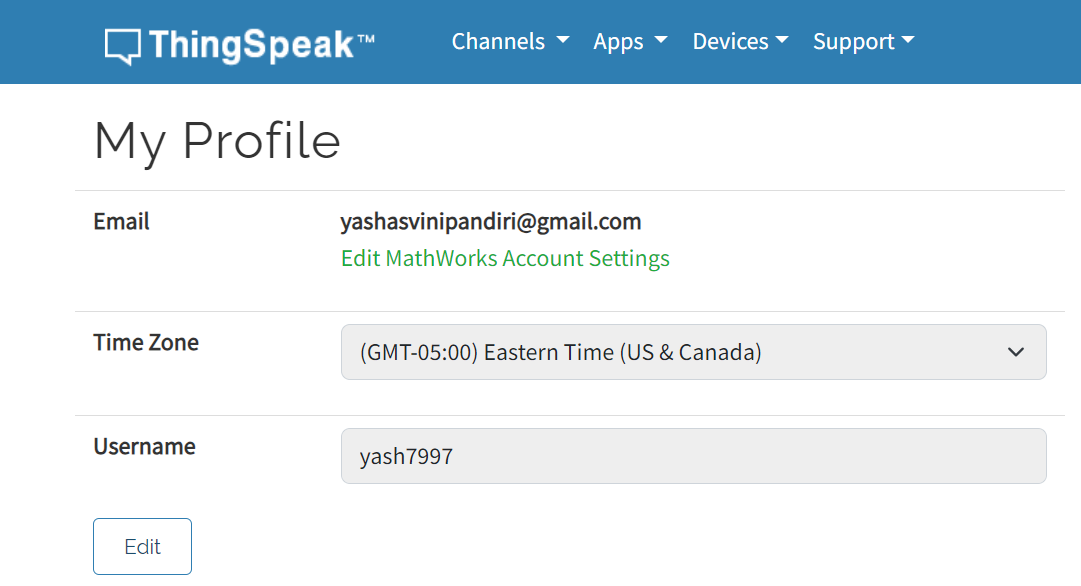 ThingSpeak™ Channels Apps Devices Support
My Profile
Email yashasvinipandiri@gmail.com
Edit MathWorks Account Settings
Time Zone (GMT-05:00) Eastern Time (US & Canada)
Username yash7997
Edit